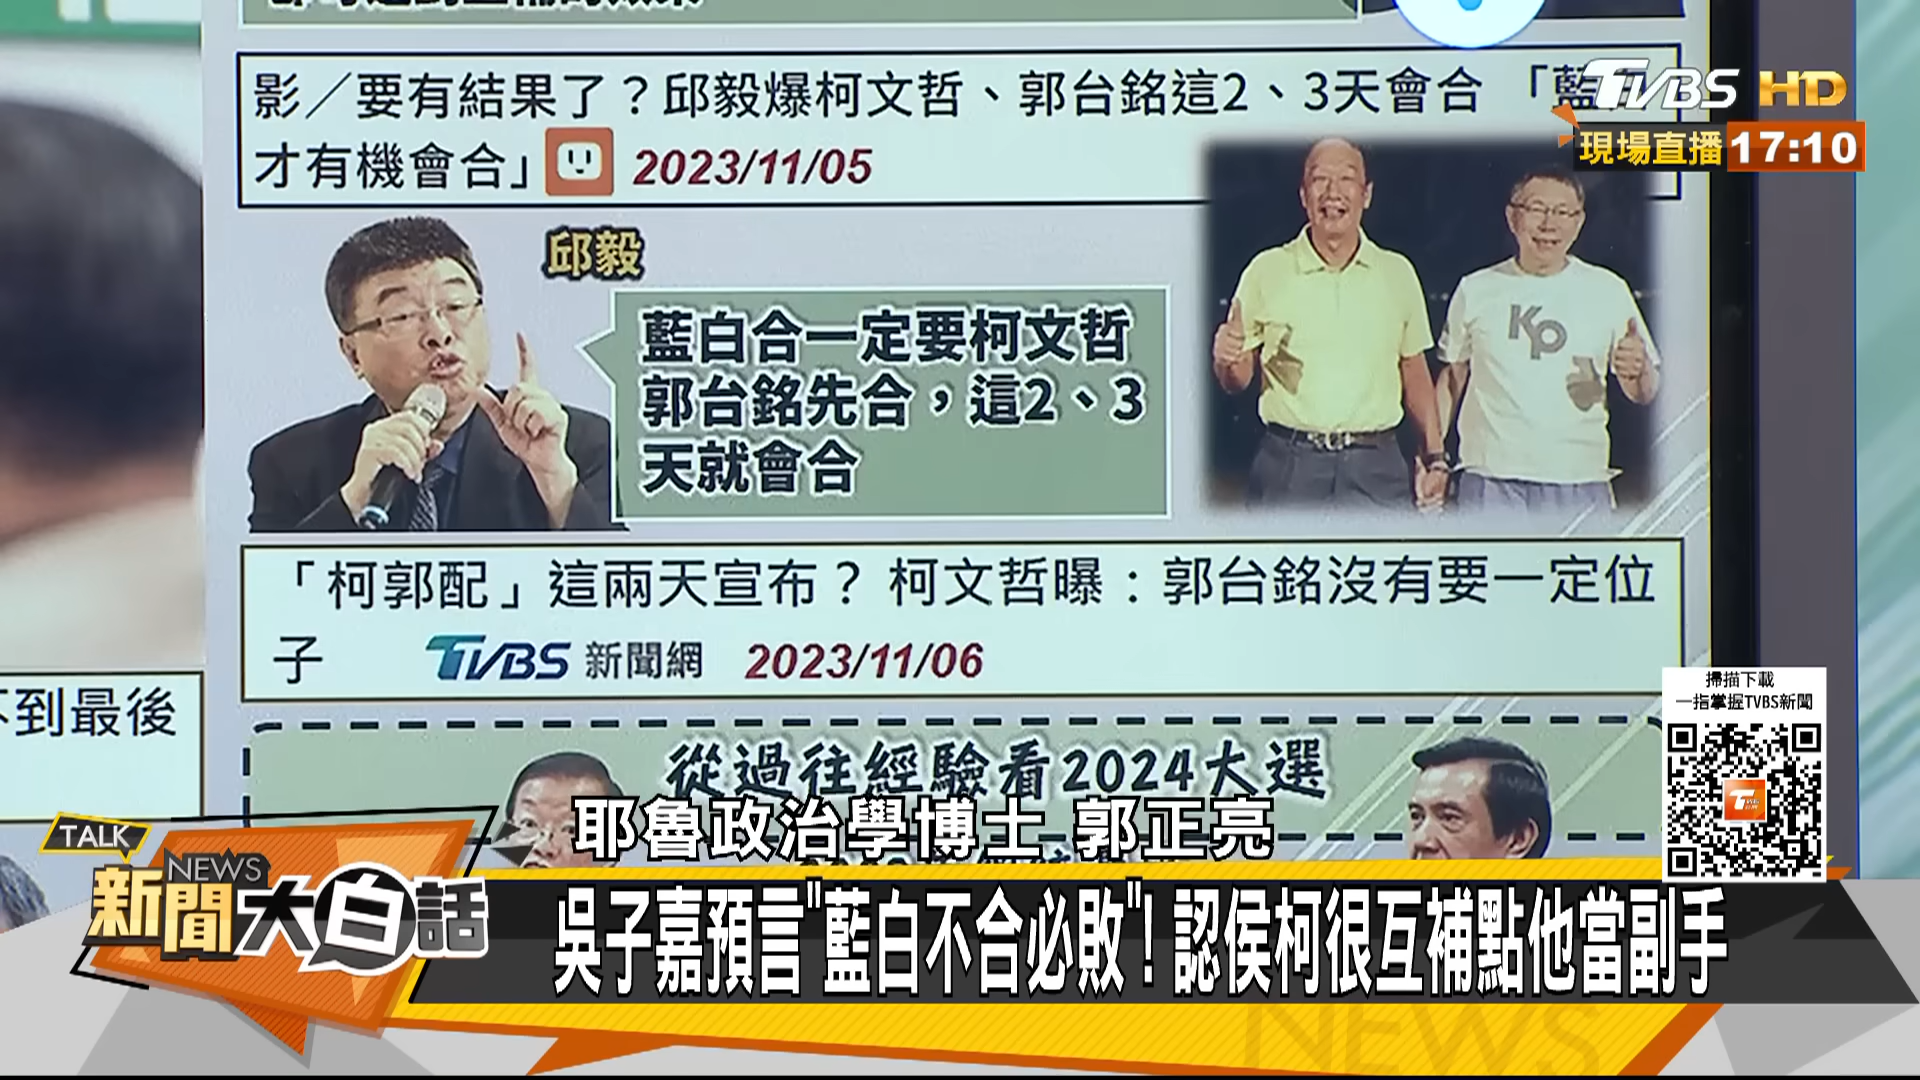 影／要有結果了？邱毅爆柯文哲、郭台銘這2、3天會合 「藍
才有機會合」 2023/11/05
TVBS HD
現場直播 17:10
邱毅
藍白合一定要柯文哲
郭台銘先合，這2、3
天就會合
KP
「柯郭配」這兩天宣布？ 柯文哲曝：郭台銘沒有要一定位
子 TVBS 新聞網 2023/11/06
不到最後
掃描下載
一指掌握TVBS新聞
從過往經驗看2024大選
耶魯政治學博士 郭正亮
TALK
NEWS
新聞大白話
吳子嘉預言"藍白不合必敗"! 認侯柯很互補點他當副手
NEWS